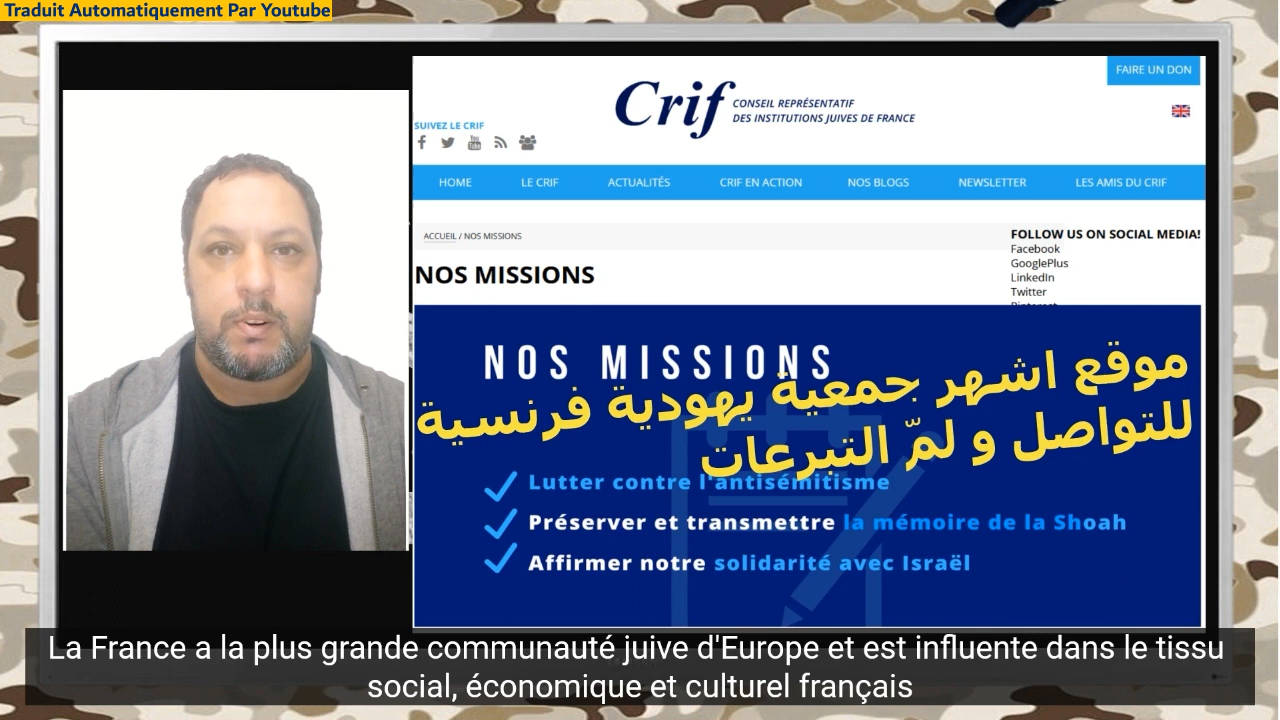 Traduit Automatiquement Par Youtube
FAIRE UN DON
Crif
CONSEIL REPRÉSENTATIF
DES INSTITUTIONS JUIVES DE FRANCE
SUIVEZ LE CRIF
You Tube
HOME LE CRIF ACTUALITÉS CRIF EN ACTION NOS BLOGS NEWSLETTER LES AMIS DU CRIF
ACCUEIL / NOS MISSIONS
FOLLOW US ON SOCIAL MEDIA!
Facebook
GooglePlus
LinkedIn
Twitter
Pinterest
NOS MISSIONS
NOS MISSIONS
موقع اشهر جمعية يهودية فرنسية
للتواصل و لمّ التبرعات
Lutter contre l'antisémitisme
Préserver et transmettre la mémoire de la Shoah
Affirmer notre solidarité avec Israël
La France a la plus grande communauté juive d'Europe et est influente dans le tissu
social, économique et culturel français